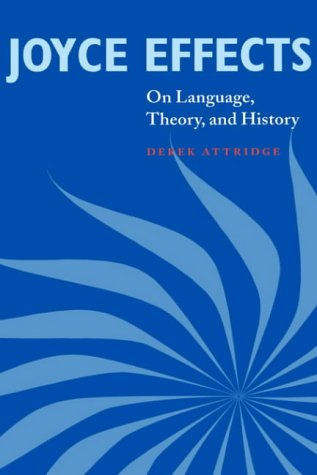 JOYCE EFFECTS
On Language,
Theory, and History
DEREK ATTRIDGE